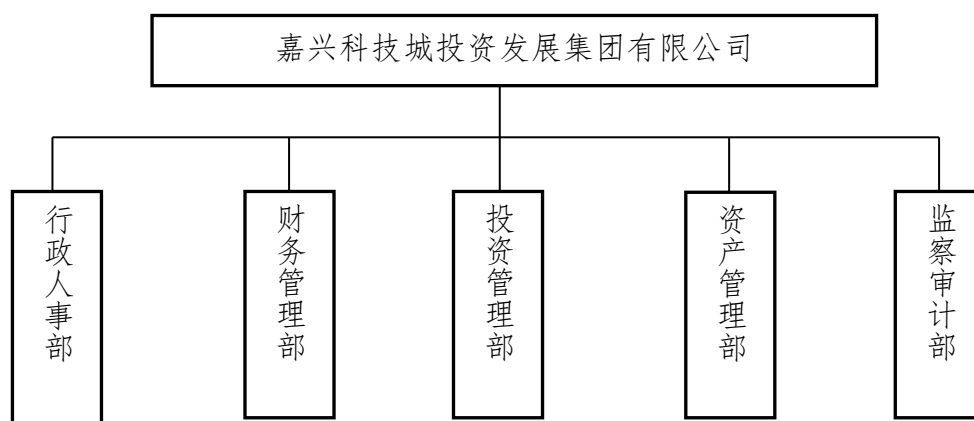 嘉兴科技城投资发展集团有限公司
行政人事部
财务管理部
投资管理部
资产管理部
监察审计部